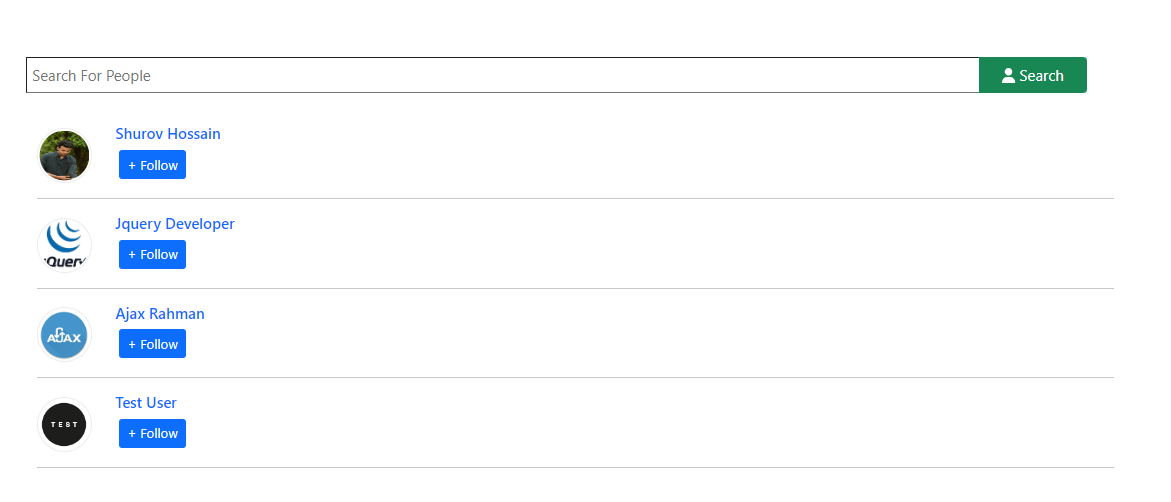 Search For People
Search
Shurov Hossain
+ Follow
Jquery Developer
+ Follow
jQuery
Ajax Rahman
+ Follow
AJAX
Test User
+ Follow
TEST